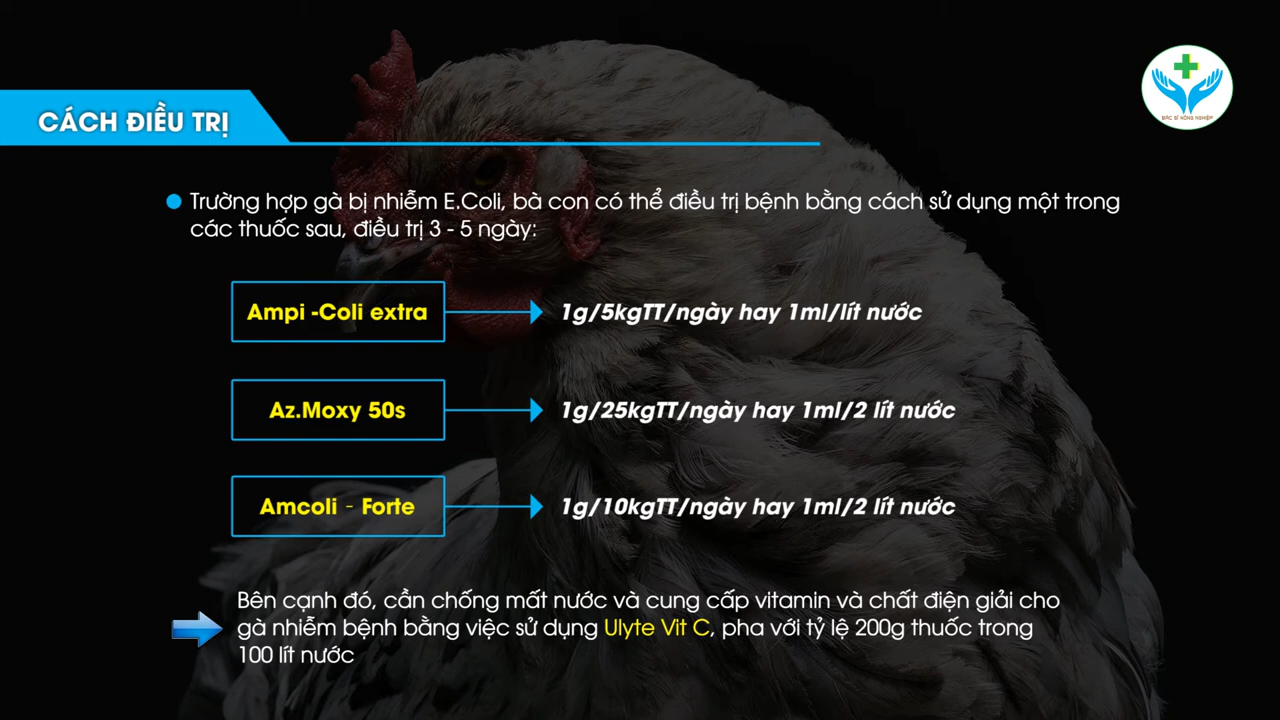 CÁCH ĐIỀU TRỊ
BÁC SĨ NÔNG NGHIỆP
Trường hợp gà bị nhiễm E.Coli, bà con có thể điều trị bệnh bằng cách sử dụng một trong
các thuốc sau, điều trị 3 - 5 ngày:
Ampi -Coli extra
1g/5kgTT/ngày hay 1ml/lít nước
Az.Moxy 50s
1g/25kgTT/ngày hay 1ml/2 lít nước
Amcoli - Forte
1g/10kgTT/ngày hay 1ml/2 lít nước
Bên cạnh đó, cần chống mất nước và cung cấp vitamin và chất điện giải cho
gà nhiễm bệnh bằng việc sử dụng Ulyte Vit C, pha với tỷ lệ 200g thuốc trong
100 lít nước